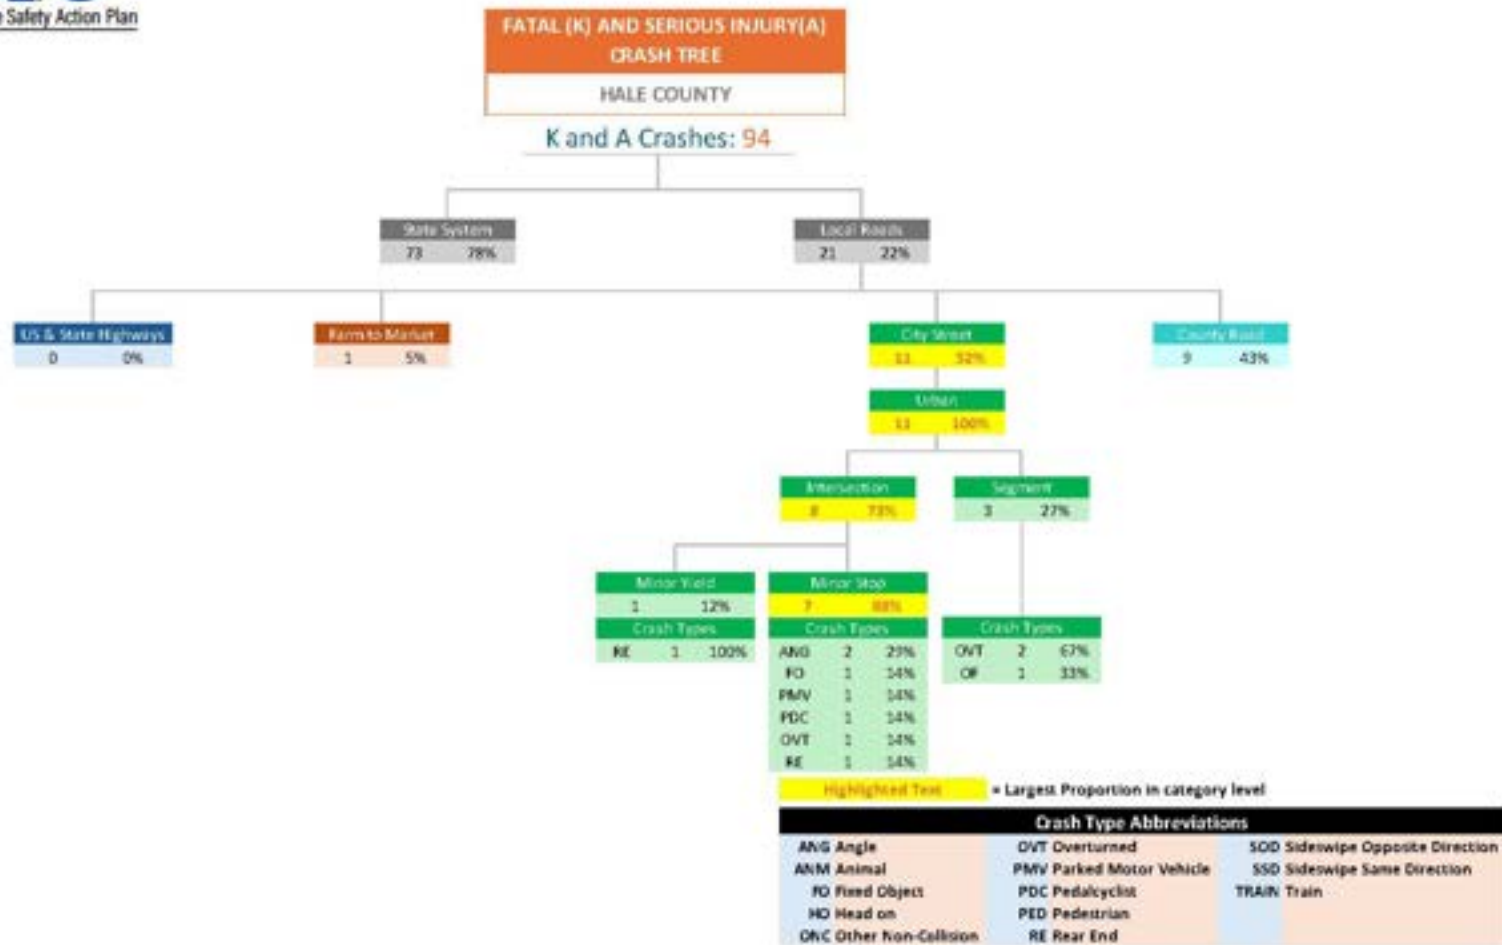 Safety Action Plan
FATAL (K) AND SERIOUS INJURY(A)
CRASH TREE
HALE COUNTY
K and A Crashes: 94
State System
73 78%
Local Roads
21 22%
US & State Highways
0 0%
Farm to Market
1 5%
City Street
11 52%
County Road
9 43%
Urban
11 100%
Intersection
8 73%
Segment
3 27%
Minor Yield
1 12%
Crash Types
RE 1 100%
Minor Stop
7 88%
Crash Types
ANG 2 29%
FO 1 14%
PMV 1 14%
PDC 1 14%
OVT 1 14%
RE 1 14%
Crash Types
OVT 2 67%
OF 1 33%
Highlighted Text = Largest Proportion in category level
Crash Type Abbreviations
ANG Angle OVT Overturned SOD Sideswipe Opposite Direction
ANM Animal PMV Parked Motor Vehicle SSD Sideswipe Same Direction
FO Fixed Object PDC Pedalcyclist TRAIN Train
HO Head on PED Pedestrian
ONC Other Non-Collision RE Rear End